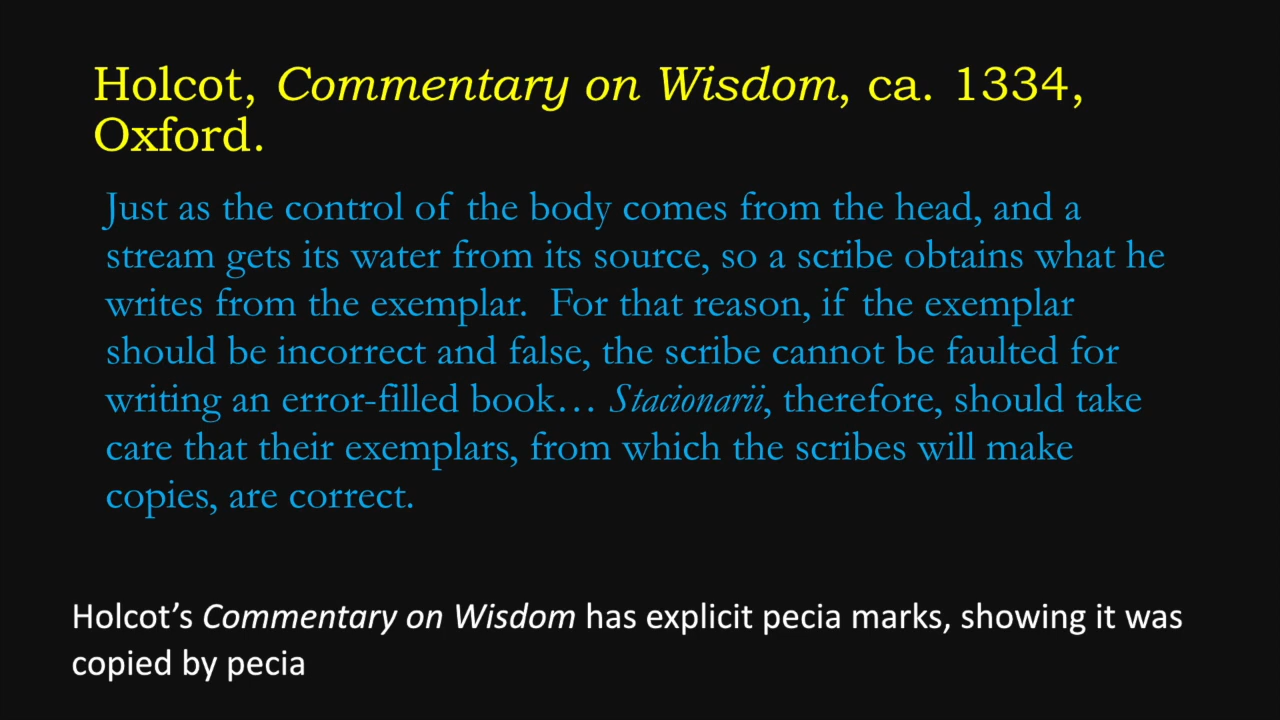 Holcot, Commentary on Wisdom, ca. 1334,
Oxford.
Just as the control of the body comes from the head, and a
stream gets its water from its source, so a scribe obtains what he
writes from the exemplar.  For that reason, if the exemplar
should be incorrect and false, the scribe cannot be faulted for
writing an error-filled book… Stacionarii, therefore, should take
care that their exemplars, from which the scribes will make
copies, are correct.
Holcot’s Commentary on Wisdom has explicit pecia marks, showing it was
copied by pecia